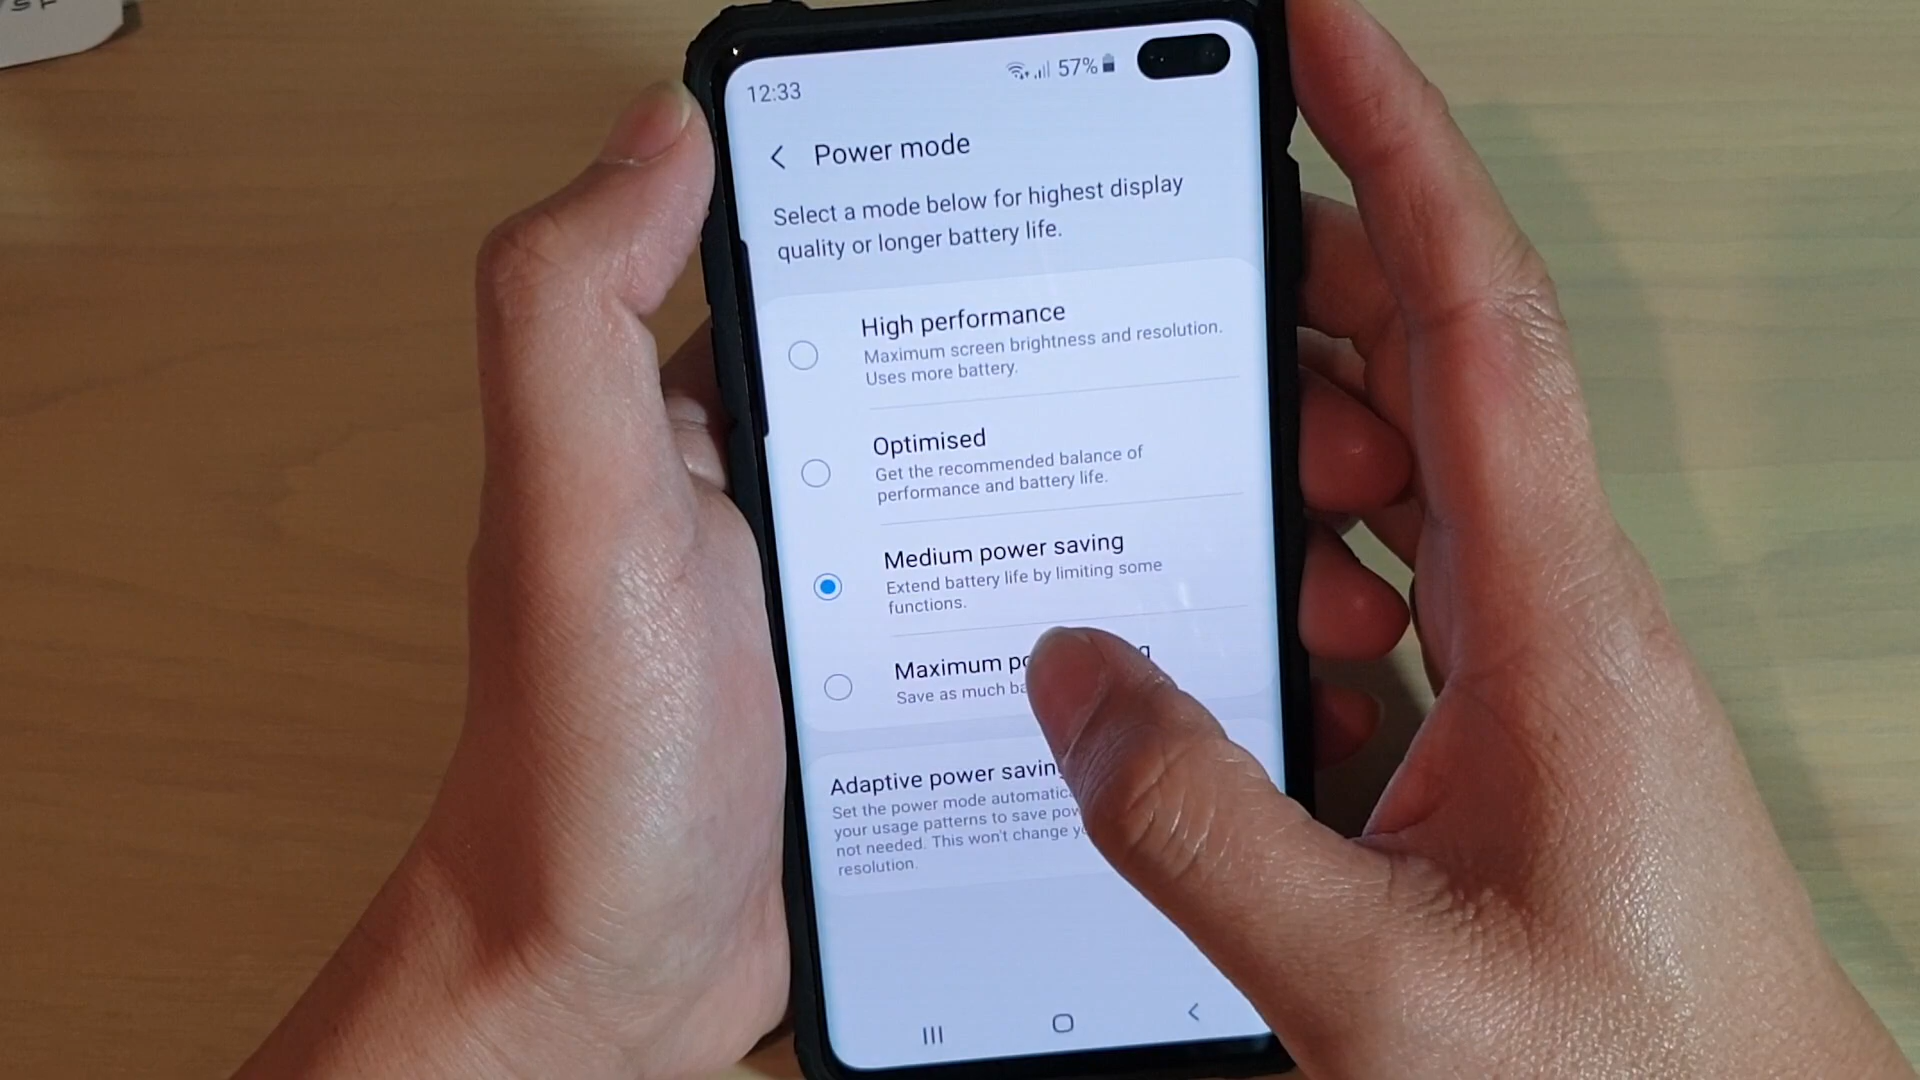 12:33
57%
Power mode
Select a mode below for highest display
quality or longer battery life.
High performance
Maximum screen brightness and resolution.
Uses more battery.
Optimised
Get the recommended balance of
performance and battery life.
Medium power saving
Extend battery life by limiting some
functions.
Maximum
Save as much
Adaptive power saving
Set the power mode
your usage patterns to save
not needed. This won't change
resolution.